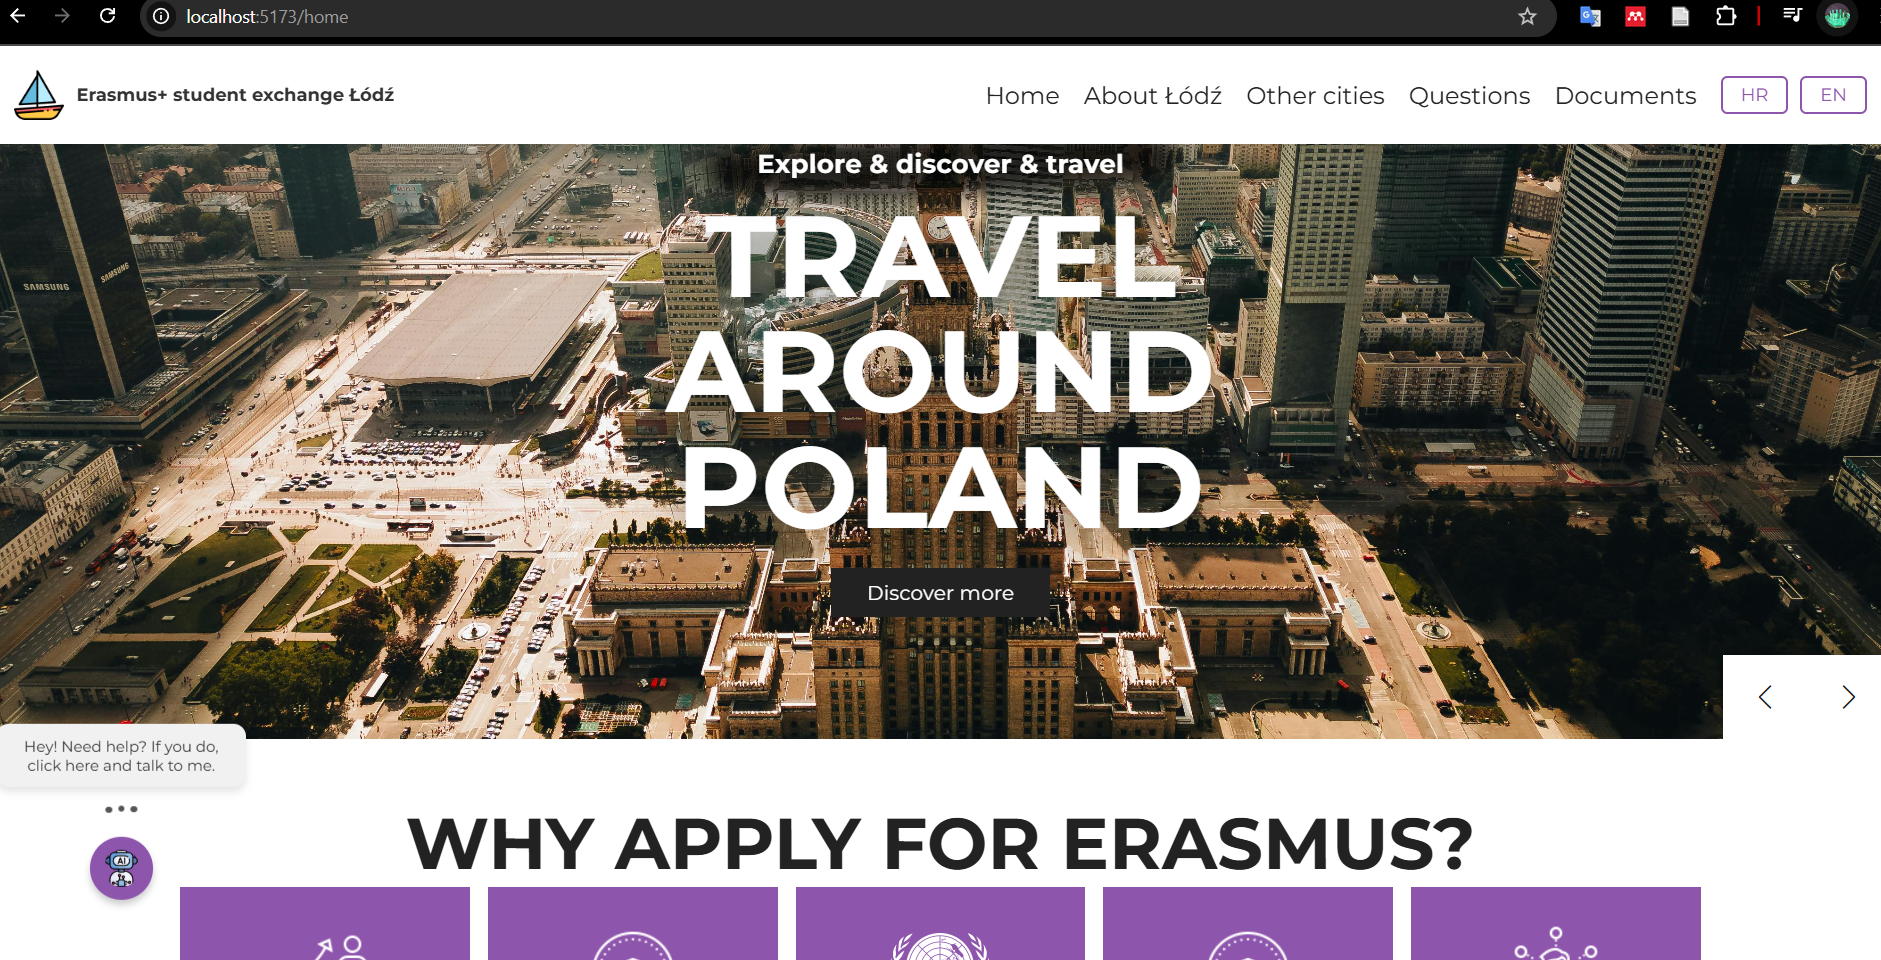 localhost:5173/home
Erasmus+ student exchange Łódź
Home About Łódź Other cities Questions Documents HR EN
Explore & discover & travel
SAMSUNG SAMSUNG
TRAVEL
AROUND
POLAND
Discover more
Hey! Need help? If you do,
click here and talk to me.
AI
WHY APPLY FOR ERASMUS?